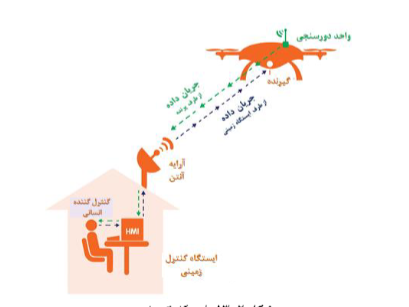 واحد دورسنجی
گیرنده
جریان داده
از طرف پرنده
جریان داده
از طرف ایستگاه زمینی
آرایه
آنتن
کنترل کننده
انسانی
HMI
ایستگاه کنترل
زمینی